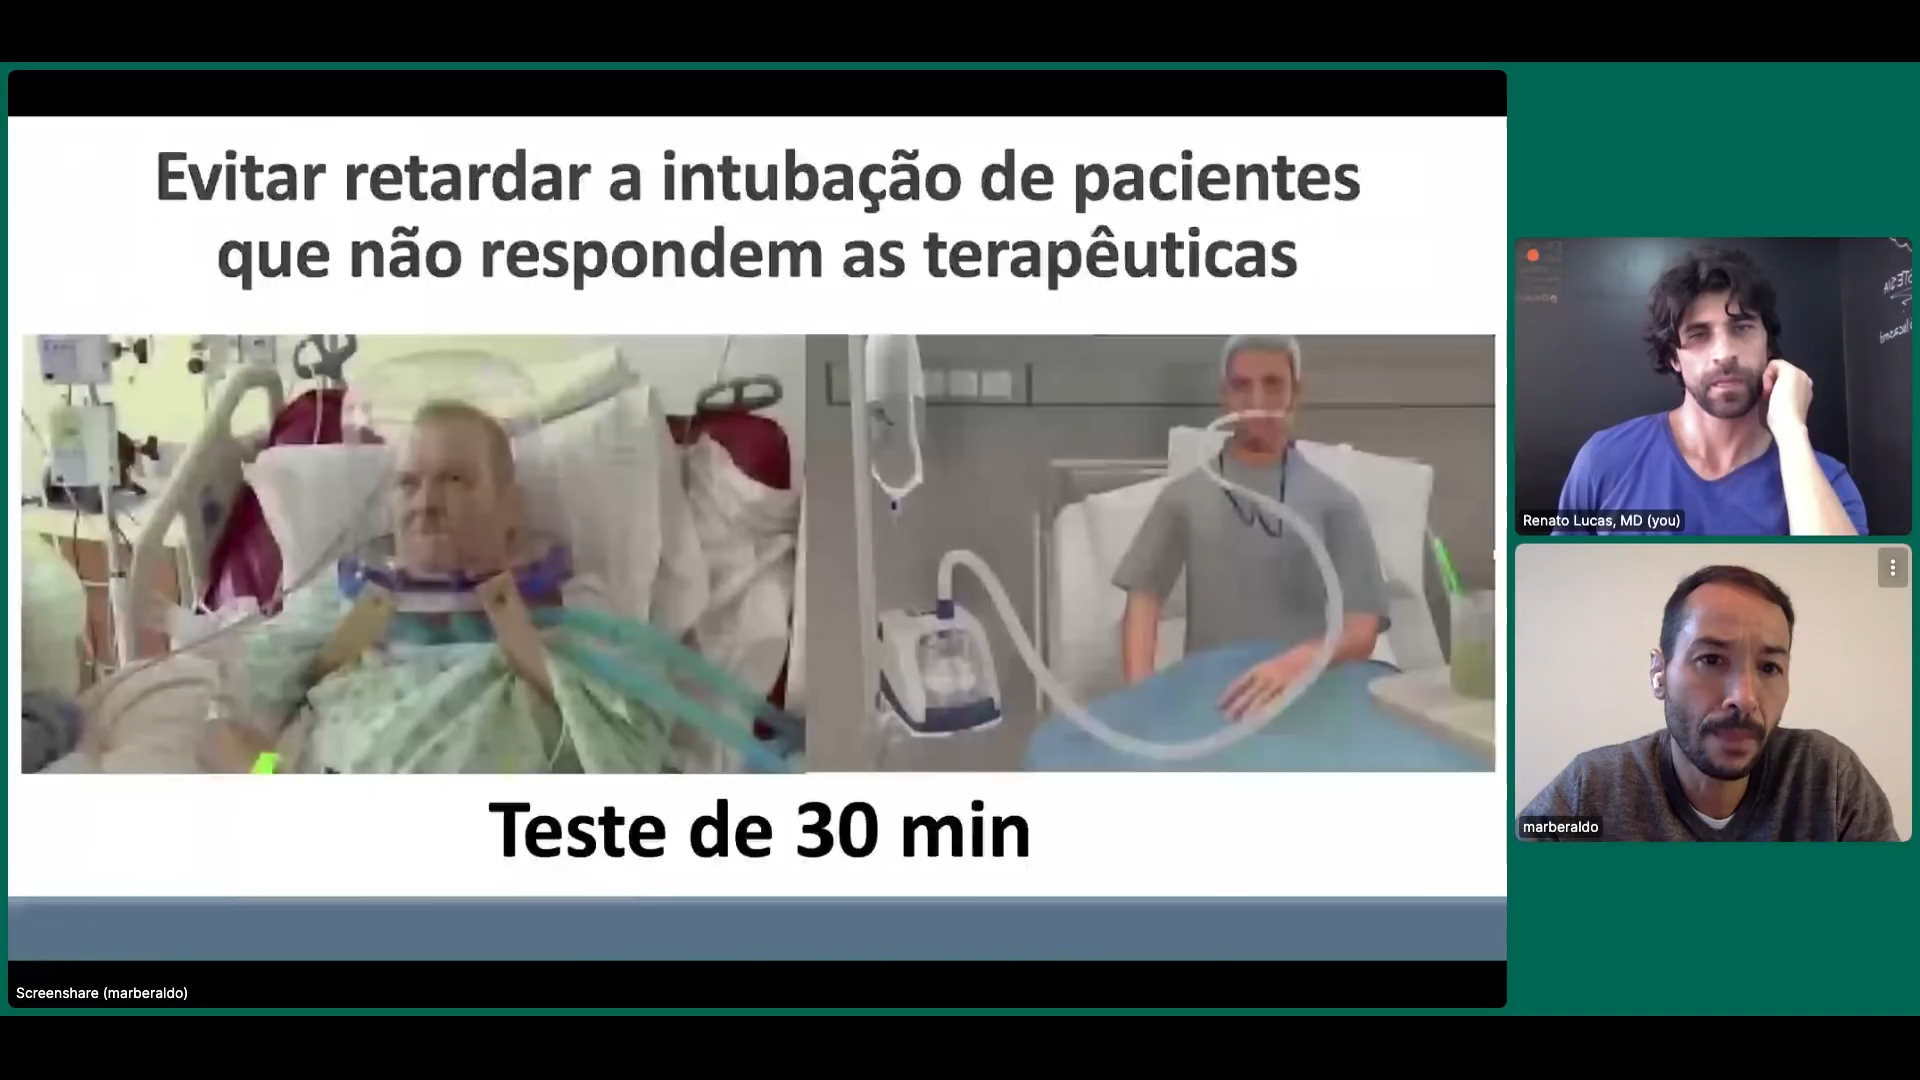 Evitar retardar a intubação de pacientes
que não respondem as terapêuticas
Teste de 30 min
Screenshare (marberaldo)
Renato Lucas, MD (you)
marberaldo